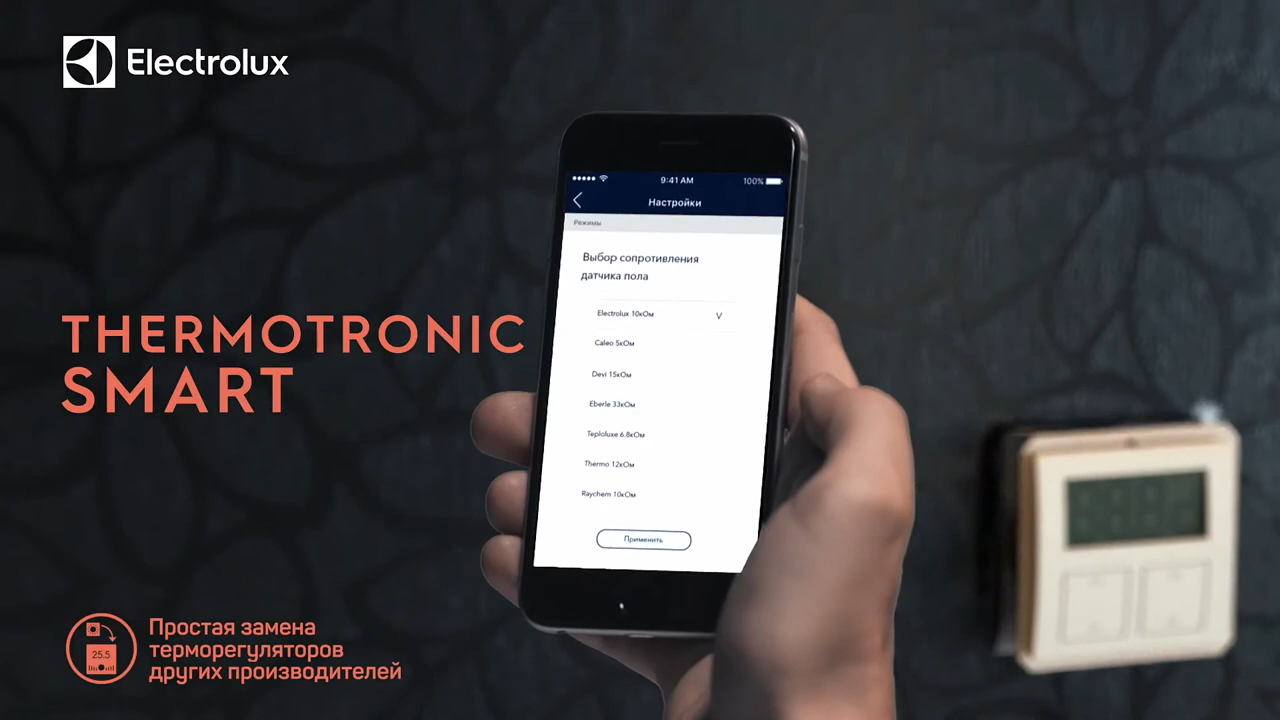 Electrolux
THERMOTRONIC
SMART
9:41 AM
100%
Настройки
Режимы
Выбор сопротивления
датчика пола
Electrolux 10кОм
Caleo 5кОм
Devi 15кОм
Eberle 33кОм
Teploluxe 6.8кОм
Thermo 12кОм
Raychem 10кОм
Применить
25.5
Простая замена
терморегуляторов
других производителей